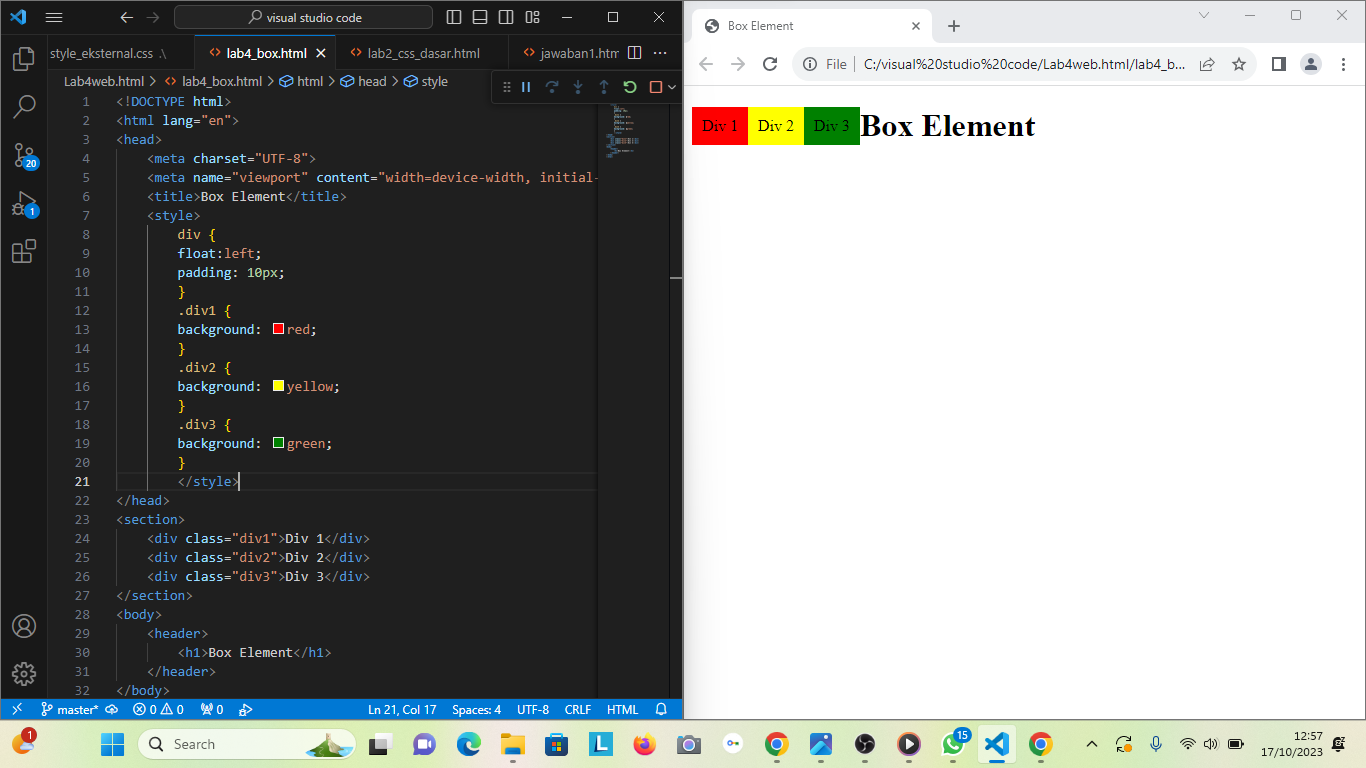 visual studio code
style_eksternal.css .\
lab4_box.html
lab2_css_dasar.html
jawaban1.htm
Lab4web.html > lab4_box.html > html > head > style
1 <!DOCTYPE html>
2 <html lang="en">
3 <head>
4 <meta charset="UTF-8">
5 <meta name="viewport" content="width=device-width, initial-
6 <title>Box Element</title>
7 <style>
8 div {
9 float:left;
10 padding: 10px;
11 }
12 .div1 {
13 background: red;
14 }
15 .div2 {
16 background: yellow;
17 }
18 .div3 {
19 background: green;
20 }
21 </style>
22 </head>
23 <section>
24 <div class="div1">Div 1</div>
25 <div class="div2">Div 2</div>
26 <div class="div3">Div 3</div>
27 </section>
28 <body>
29 <header>
30 <h1>Box Element</h1>
31 </header>
32 </body>
20
1
master* 0 0 0 Ln 21, Col 17 Spaces: 4 UTF-8 CRLF HTML
Box Element
File C:/visual%20studio%20code/Lab4web.html/lab4_b...
Div 1 Div 2 Div 3 Box Element
1
Search
L
15
12:57
17/10/2023